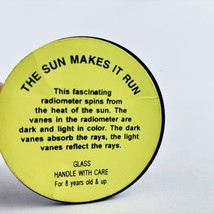 THE SUN MAKES IT RUN
This fascinating
radiometer spins from
the heat of the sun. The
vanes in the radiometer are
dark and light in color. The dark
vanes absorb the rays, the light
vanes reflect the rays.
GLASS
HANDLE WITH CARE
For 8 years old & up